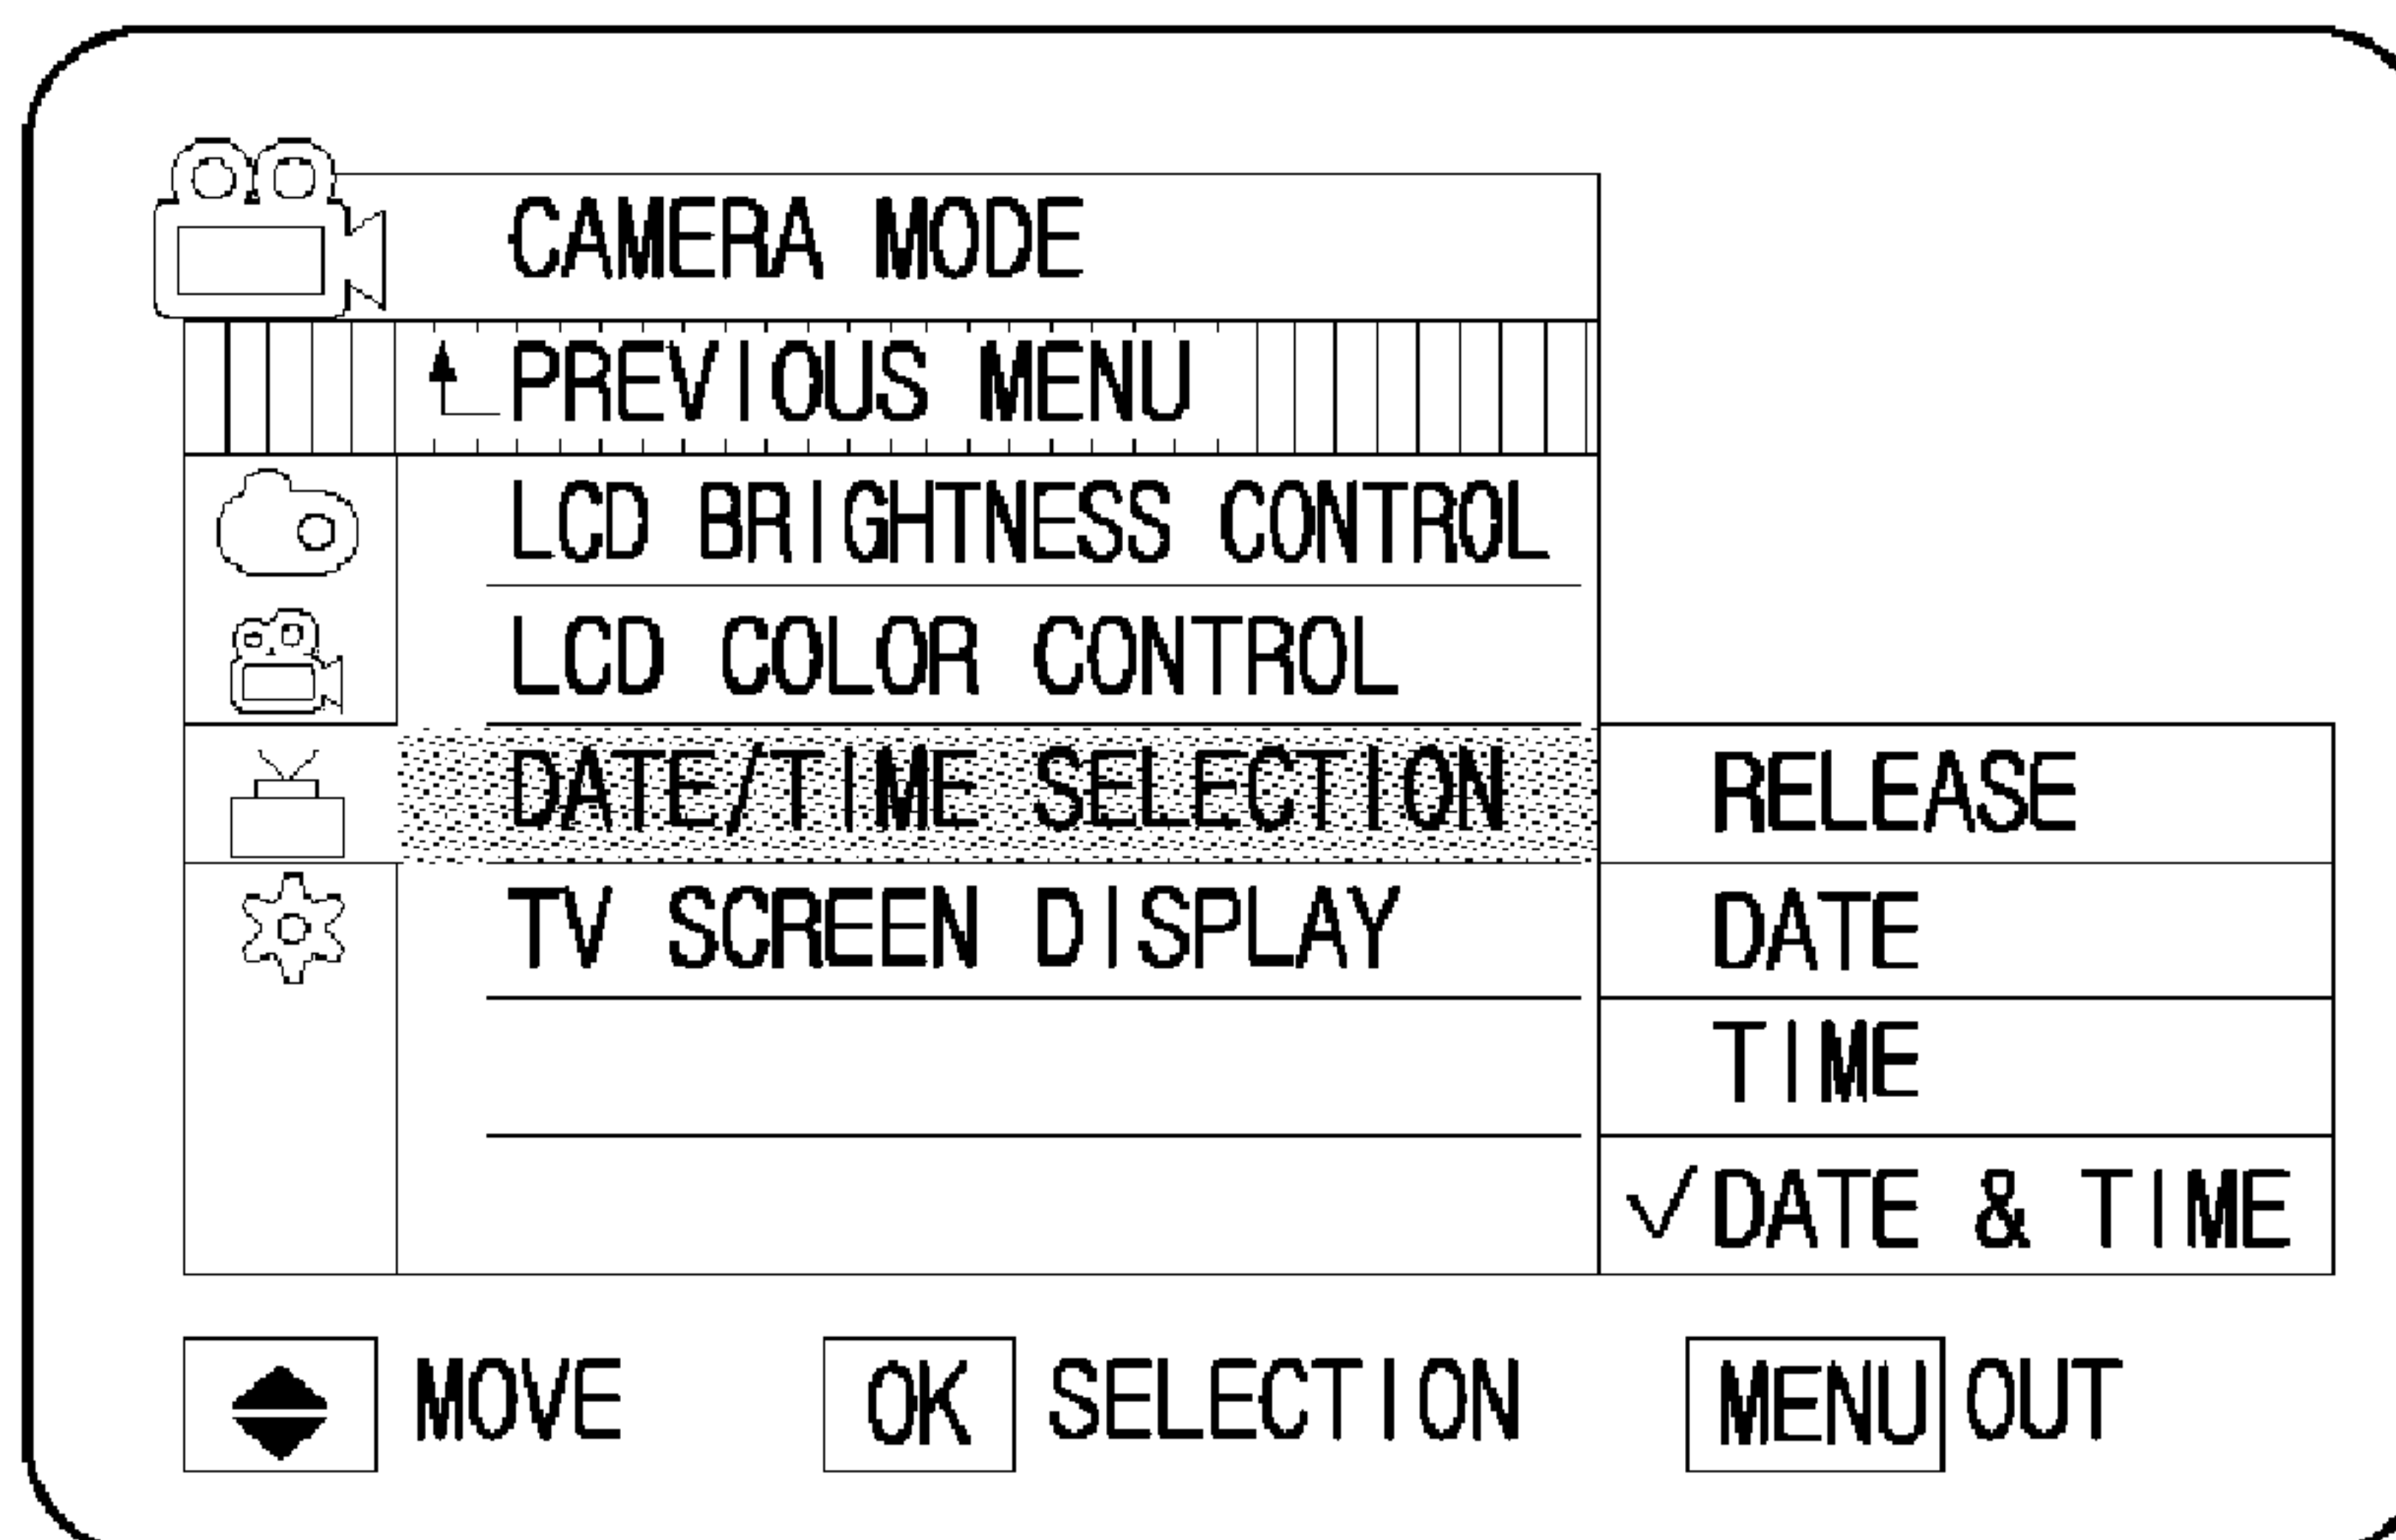 CAMERA MODE
PREVIOUS MENU
LCD BRIGHTNESS CONTROL
LCD COLOR CONTROL
DATE/TIME SELECTION
RELEASE
TV SCREEN DISPLAY
DATE
TIME
✓DATE & TIME
MOVE
OK SELECTION
MENU OUT